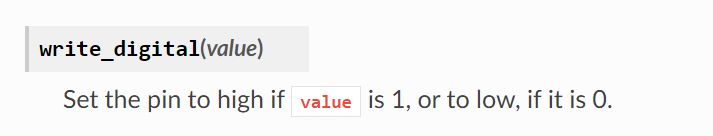 write_digital(value)
Set the pin to high if value is 1, or to low, if it is 0.